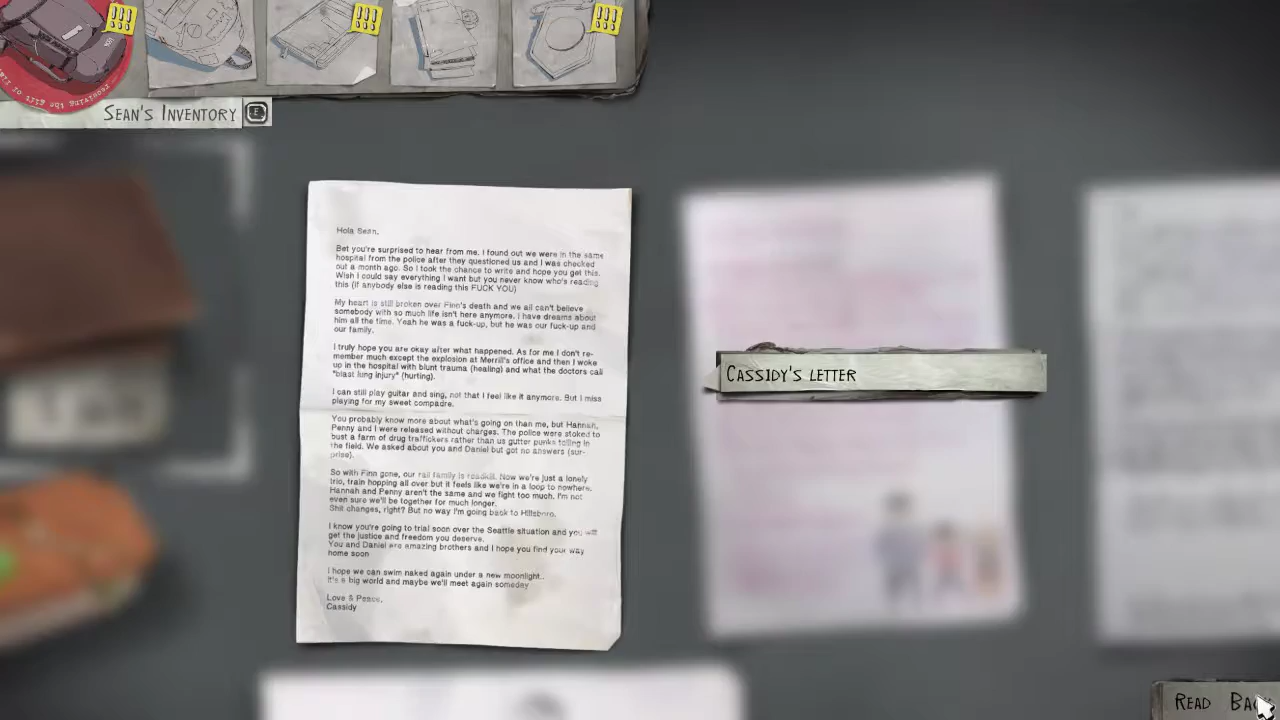 SEAN'S INVENTORY
E
Hola Sean,
Bet you're surprised to hear from me. I found out we were in the same
hospital from the police after they questioned us and I was checked
out a month ago. So I took the chance to write and hope you get this.
Wish I could say everything I want but you never know who's reading
this (if anybody else is reading this FUCK YOU)
My heart is still broken over Finn's death and we all can't believe
somebody with so much life isn't here anymore. I have dreams about
him all the time. Yeah he was a fuck-up, but he was our fuck-up and
our family.
I truly hope you are okay after what happened. As for me I don't re-
member much except the explosion at Merrill's office and then I woke
up in the hospital with blunt trauma (healing) and what the doctors call
"blast lung injury" (hurting).
I can still play guitar and sing, not that I feel like it anymore. But I miss
playing for my sweet compadre.
You probably know more about what's going on than me, but Hannah,
Penny and I were released without charges. The police were stoked to
bust a farm of drug traffickers rather than us gutter punks toiling in
the field. We asked about you and Daniel but got no answers (sur-
prise).
So with Finn gone, our rail family is roadkill. Now we're just a lonely
trio, train hopping all over but it feels like we're in a loop to nowhere.
Hannah and Penny aren't the same and we fight too much. I'm not
even sure we'll be together for much longer.
Shit changes, right? But no way I'm going back to Hillsboro.
I know you're going to trial soon over the Seattle situation and you will
get the justice and freedom you deserve.
You and Daniel are amazing brothers and I hope you find your way
home soon
I hope we can swim naked again under a new moonlight..
It's a big world and maybe we'll meet again someday
Love & Peace,
Cassidy
CASSIDY'S LETTER
READ